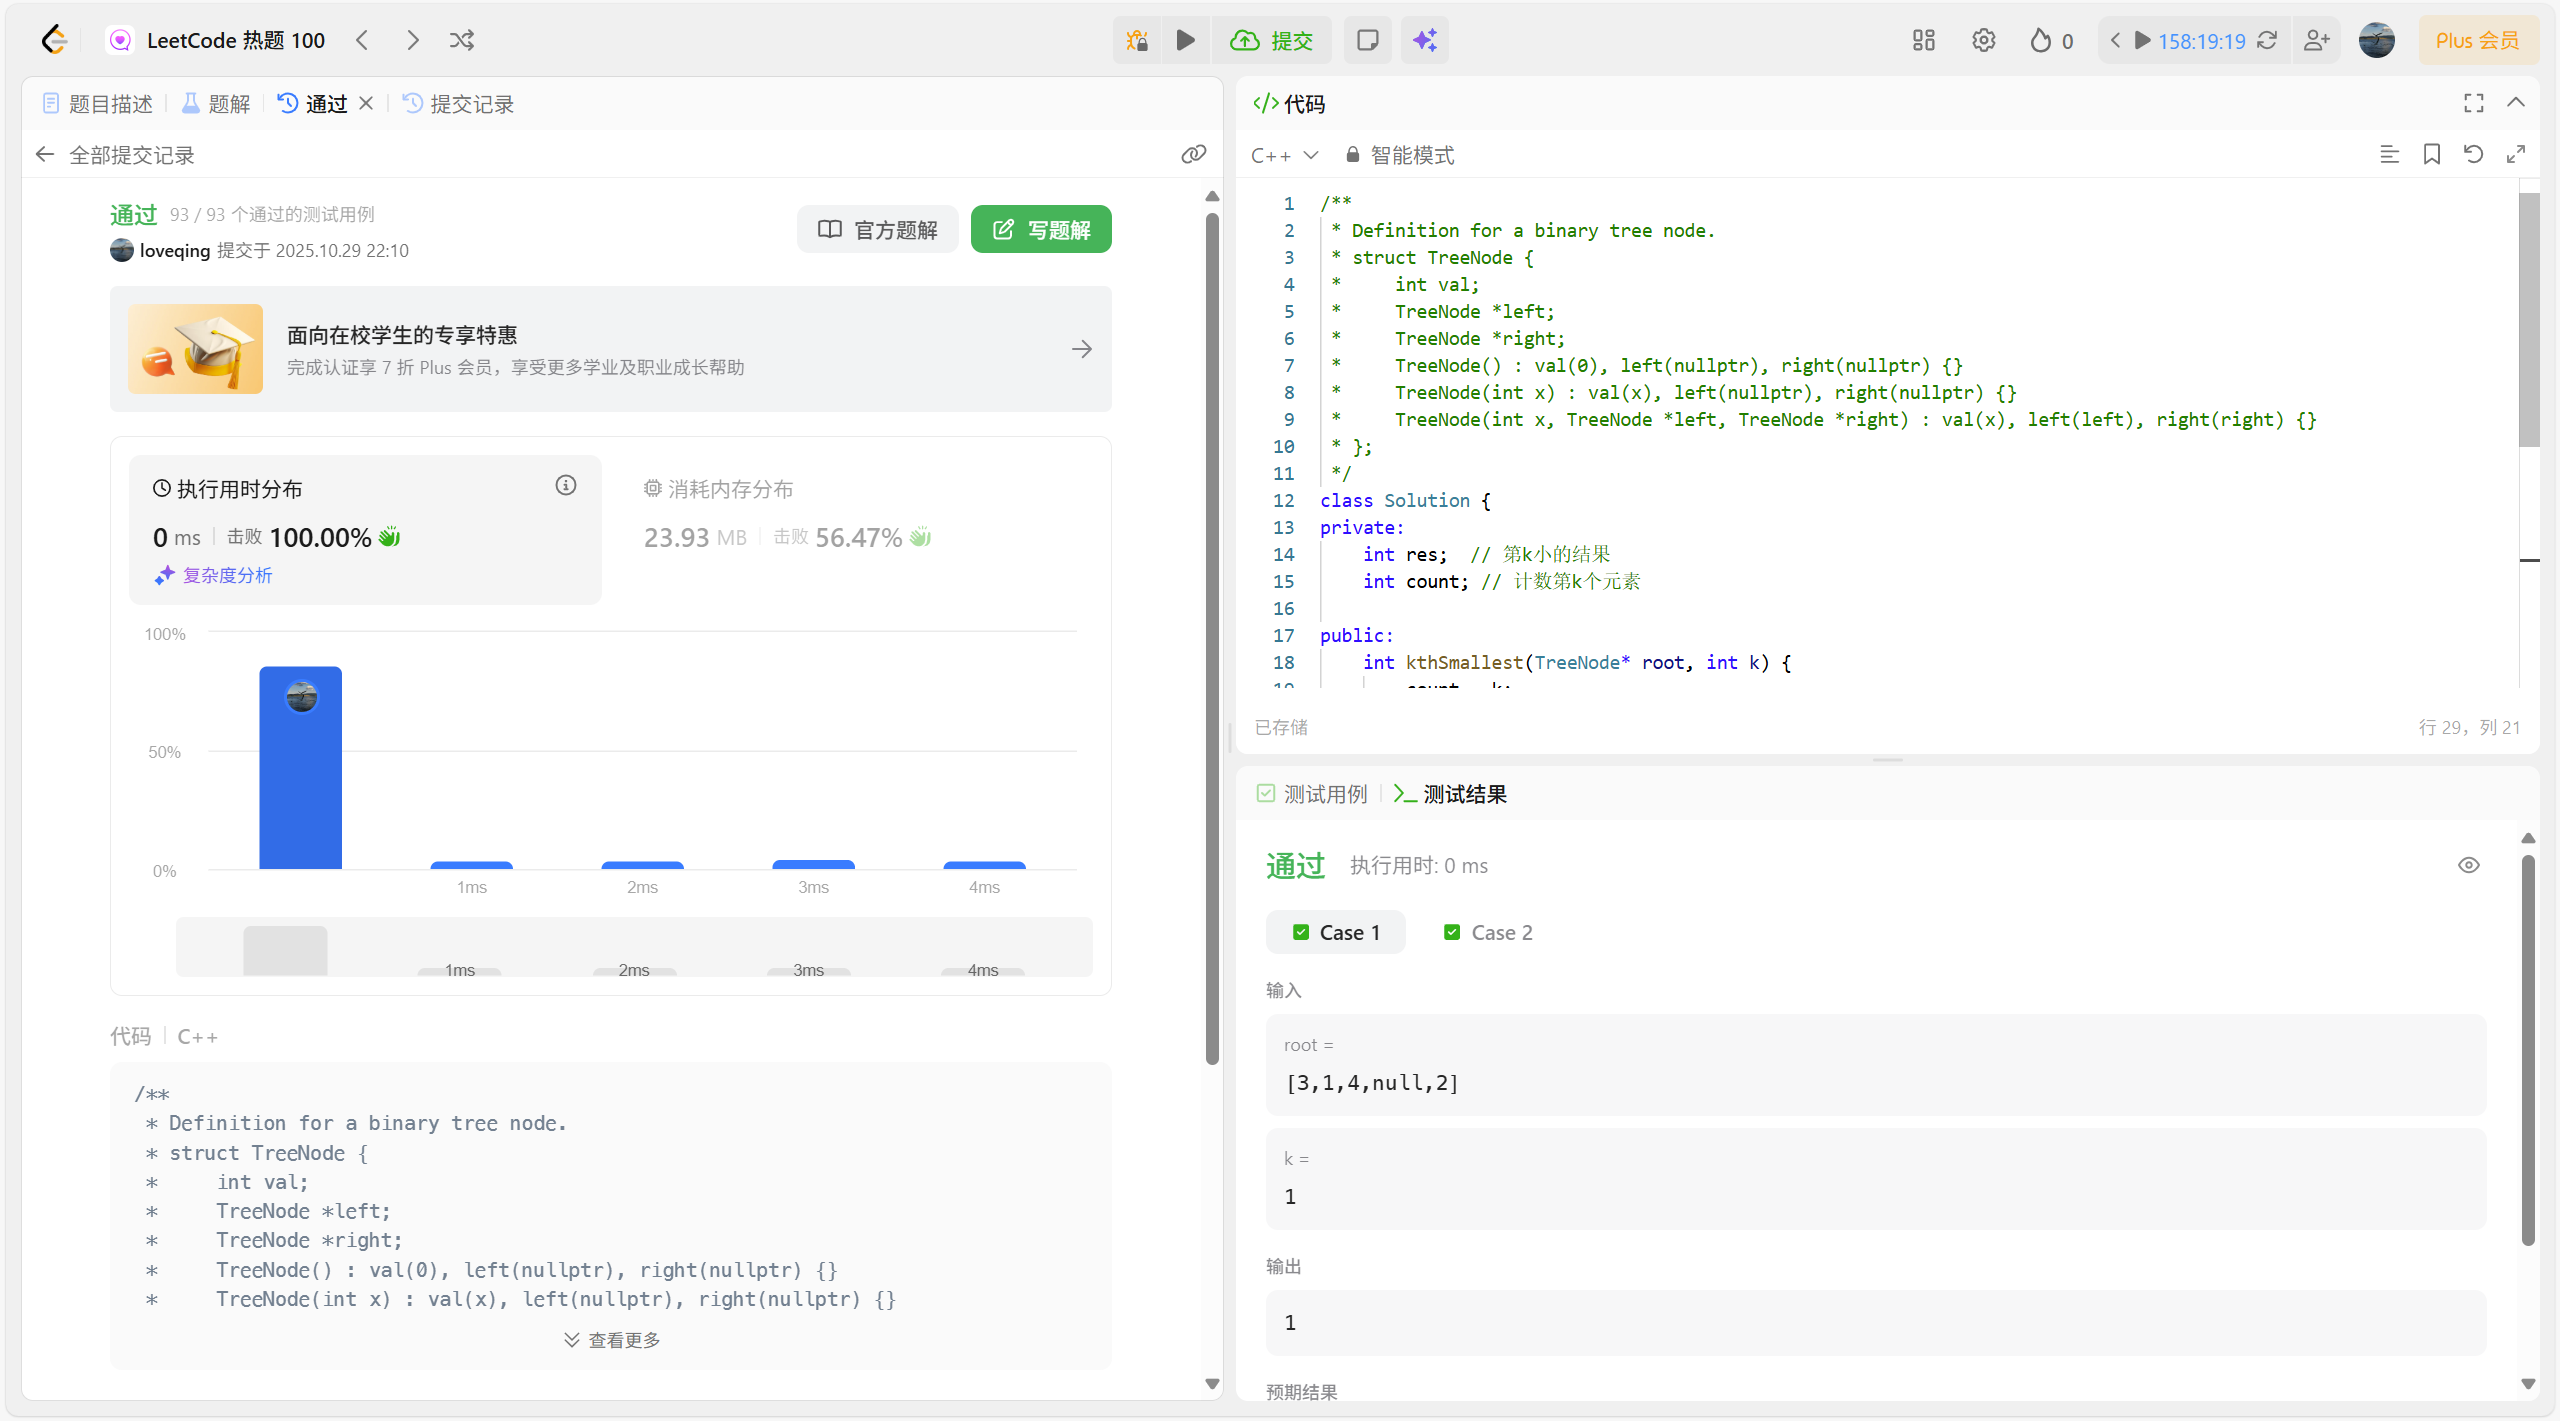 LeetCode 热题 100
提交
0
158:19:19
Plus 会员
题目描述
题解
通过
提交记录
全部提交记录
通过 93 / 93 个通过的测试用例
loveqing 提交于 2025.10.29 22:10
官方题解
写题解
面向在校学生的专享特惠
完成认证享 7 折 Plus 会员，享受更多学业及职业成长帮助
执行用时分布
0 ms 击败 100.00%
复杂度分析
消耗内存分布
23.93 MB 击败 56.47%
100%
50%
0%
1ms 2ms 3ms 4ms
1ms 2ms 3ms 4ms
代码 C++
/**
 * Definition for a binary tree node.
 * struct TreeNode {
 *     int val;
 *     TreeNode *left;
 *     TreeNode *right;
 *     TreeNode() : val(0), left(nullptr), right(nullptr) {}
 *     TreeNode(int x) : val(x), left(nullptr), right(nullptr) {}
查看更多
</> 代码
C++ 智能模式
1 /**
2  * Definition for a binary tree node.
3  * struct TreeNode {
4  *     int val;
5  *     TreeNode *left;
6  *     TreeNode *right;
7  *     TreeNode() : val(0), left(nullptr), right(nullptr) {}
8  *     TreeNode(int x) : val(x), left(nullptr), right(nullptr) {}
9  *     TreeNode(int x, TreeNode *left, TreeNode *right) : val(x), left(left), right(right) {}
10  * };
11  */
12 class Solution {
13 private:
14     int res;  // 第k小的结果
15     int count; // 计数第k个元素
16
17 public:
18     int kthSmallest(TreeNode* root, int k) {
已存储
行 29，列 21
测试用例
测试结果
通过 执行用时: 0 ms
Case 1
Case 2
输入
root =
[3,1,4,null,2]
k =
1
输出
1
预期结果